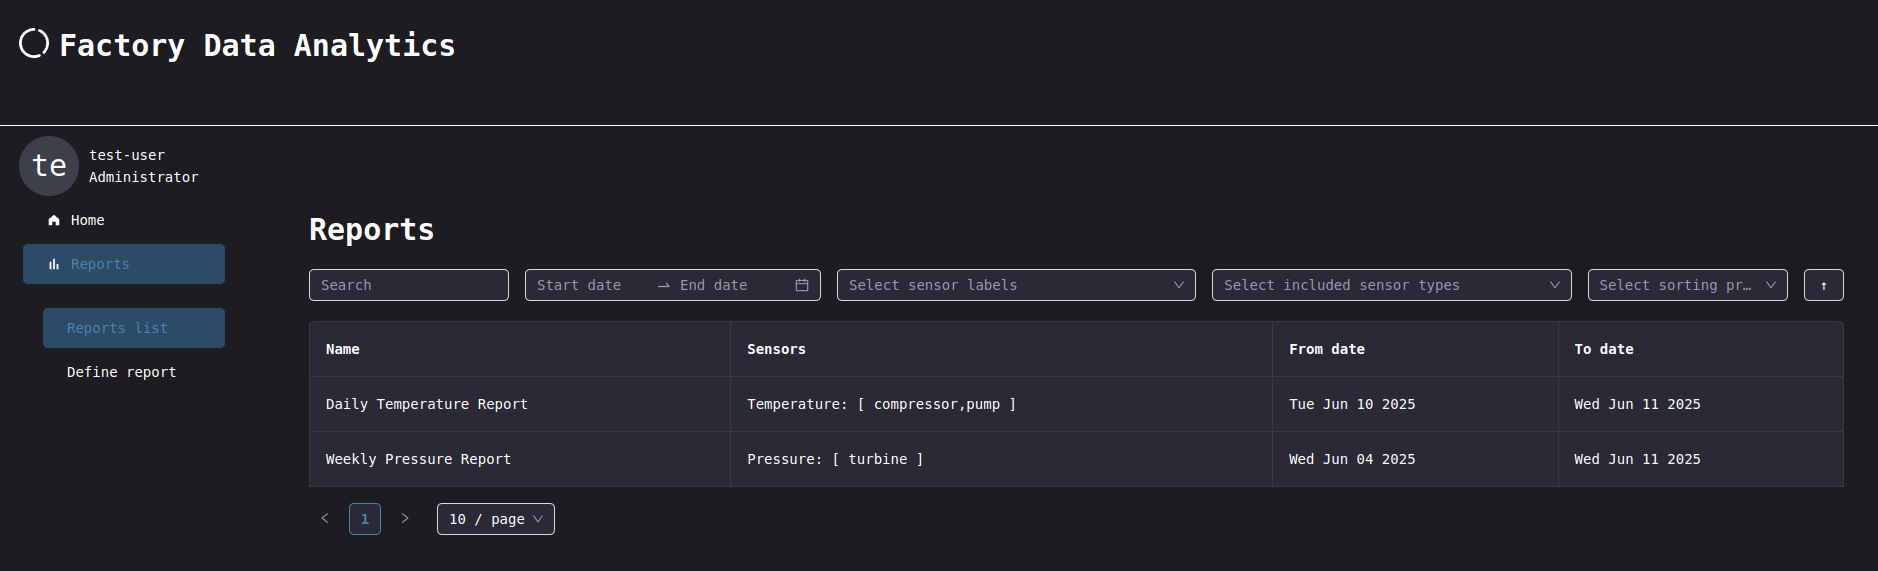 Factory Data Analytics
te
test-user
Administrator
Home
Reports
Reports list
Define report
Reports
Search
Start date → End date
Select sensor labels
Select included sensor types
Select sorting pr…
↑
Name Sensors From date To date
Daily Temperature Report Temperature: [ compressor,pump ] Tue Jun 10 2025 Wed Jun 11 2025
Weekly Pressure Report Pressure: [ turbine ] Wed Jun 04 2025 Wed Jun 11 2025
< 1 > 10 / page